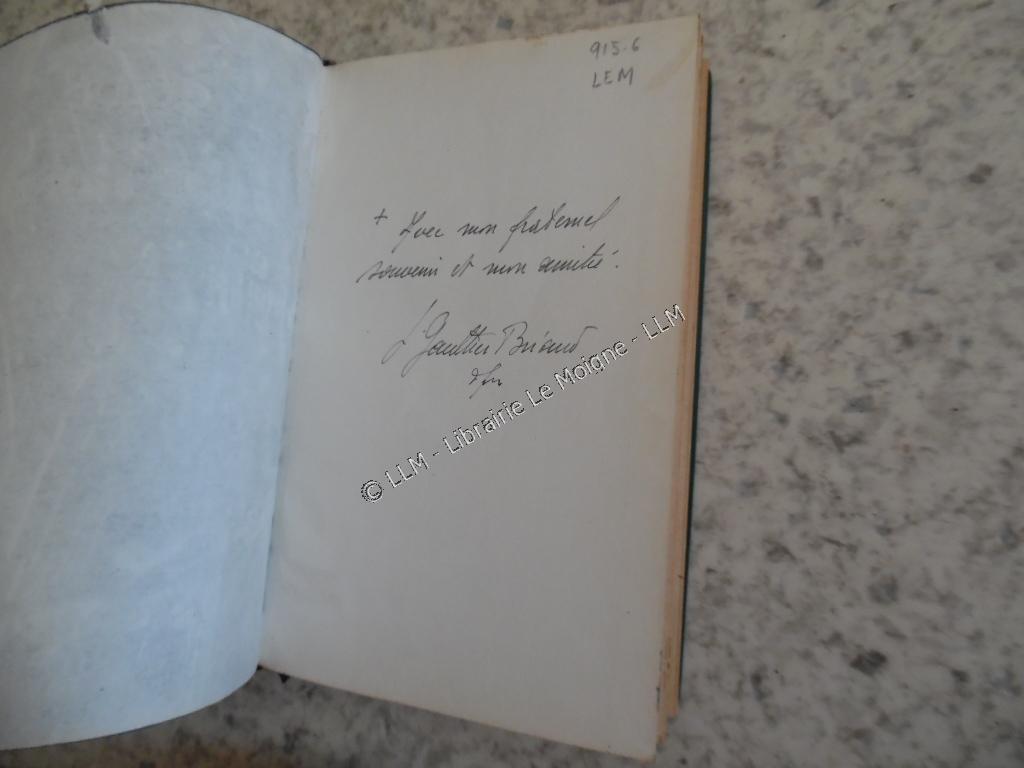 915.6
LEM
+ Avec mon fraternel
souvenir et mon amitié.
Gauthier Briand
© LLM - Librairie Le Moigne - LLM